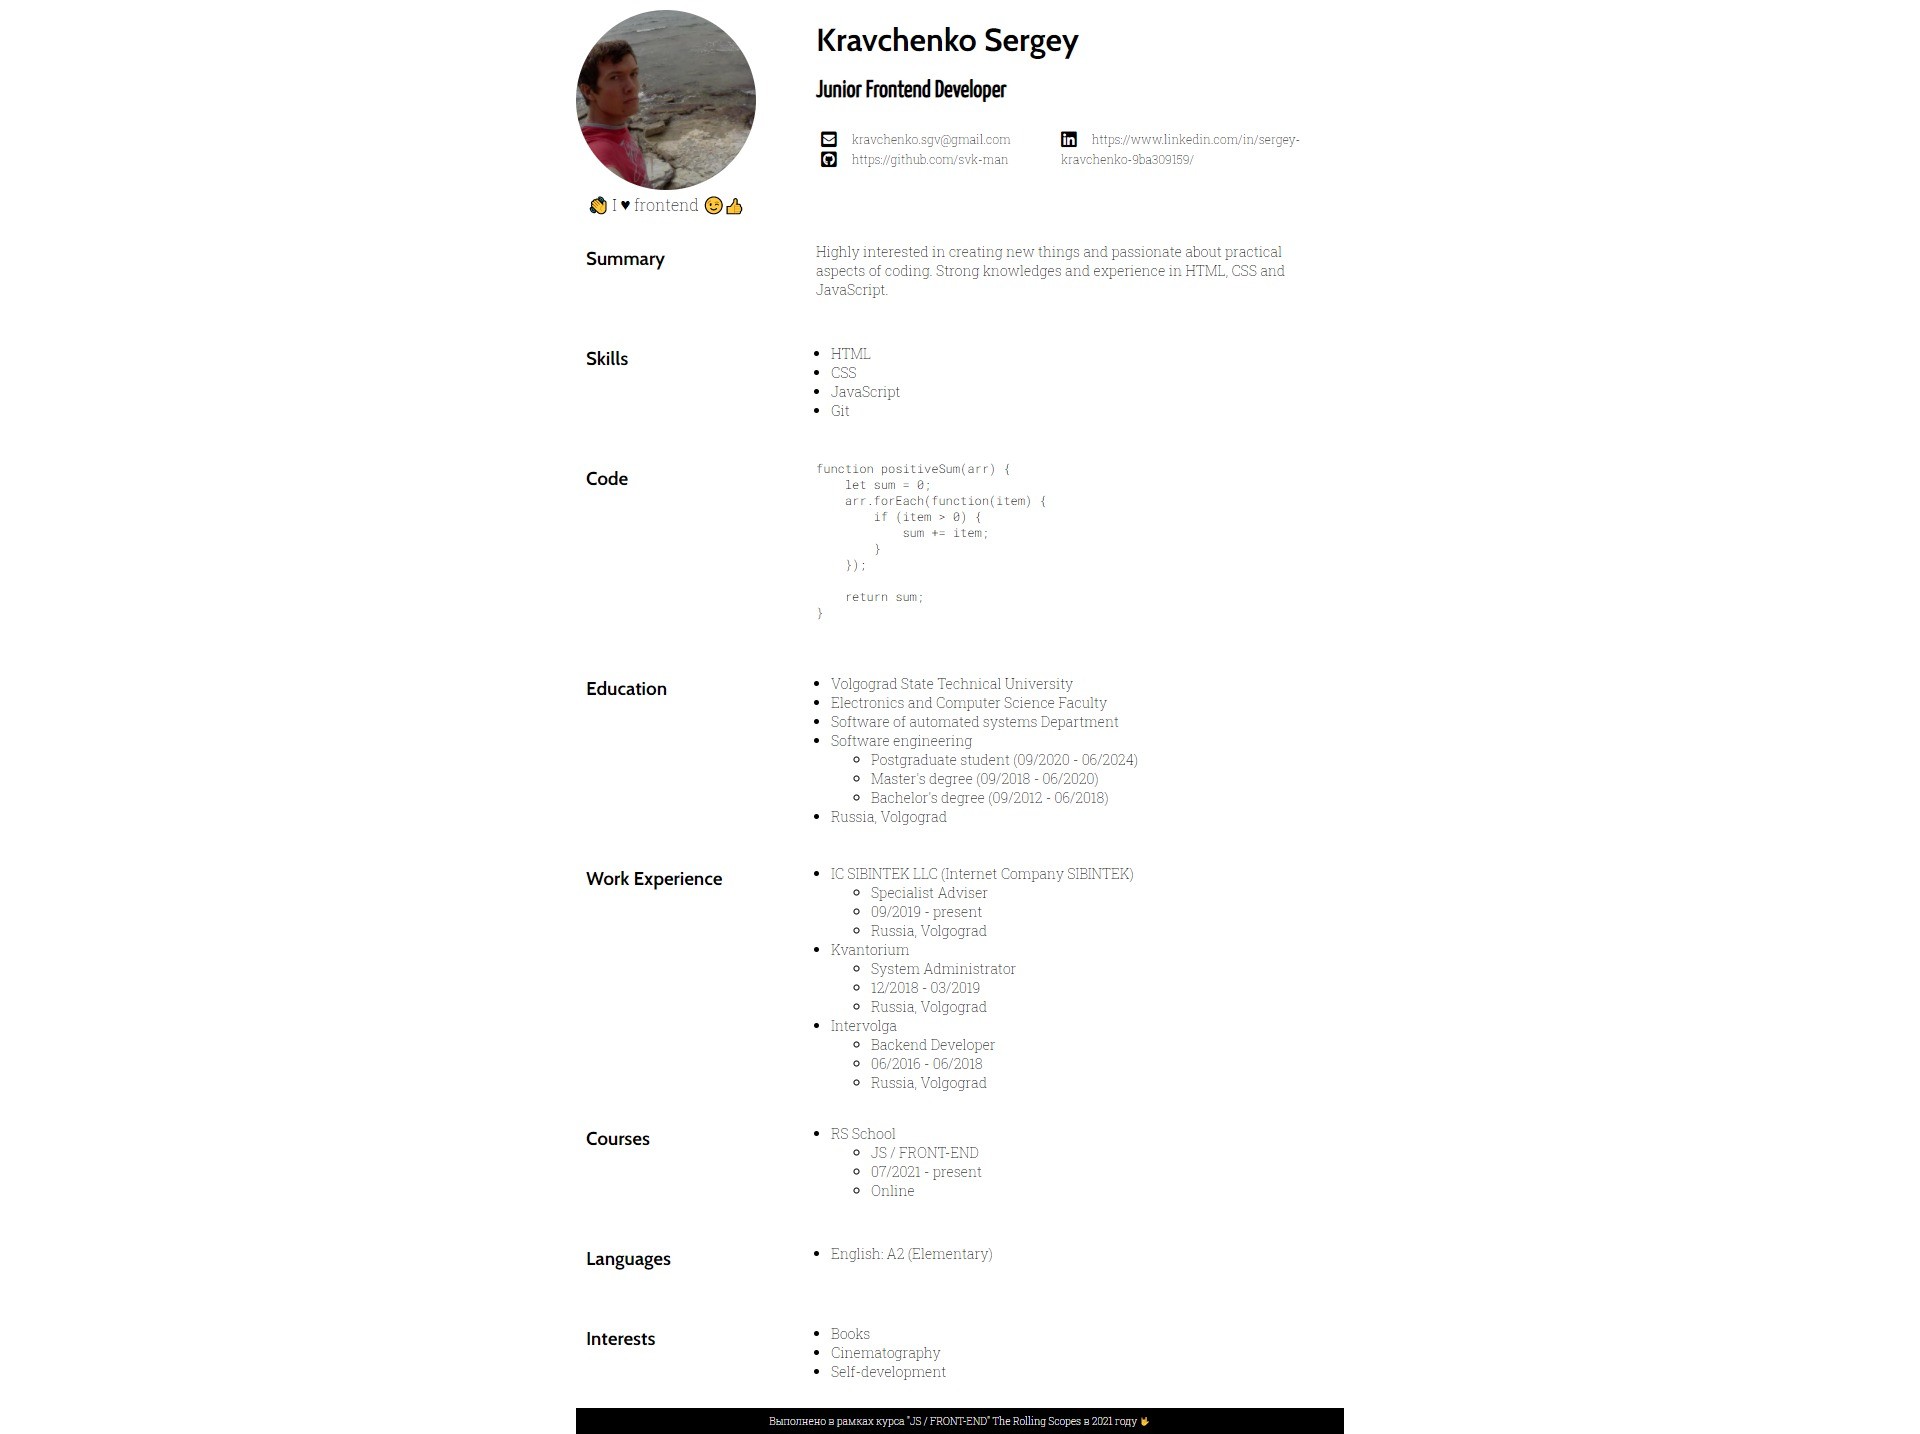 Kravchenko Sergey
Junior Frontend Developer
kravchenko.sgv@gmail.com
https://github.com/svk-man
https://www.linkedin.com/in/sergey-
kravchenko-9ba309159/
👋 I ♥ frontend 😉👍
Summary
Highly interested in creating new things and passionate about practical
aspects of coding. Strong knowledges and experience in HTML, CSS and
JavaScript.
Skills
HTML
CSS
JavaScript
Git
Code
function positiveSum(arr) {
    let sum = 0;
    arr.forEach(function(item) {
        if (item > 0) {
            sum += item;
        }
    });

    return sum;
}
Education
Volgograd State Technical University
Electronics and Computer Science Faculty
Software of automated systems Department
Software engineering
Postgraduate student (09/2020 - 06/2024)
Master's degree (09/2018 - 06/2020)
Bachelor's degree (09/2012 - 06/2018)
Russia, Volgograd
Work Experience
IC SIBINTEK LLC (Internet Company SIBINTEK)
Specialist Adviser
09/2019 - present
Russia, Volgograd
Kvantorium
System Administrator
12/2018 - 03/2019
Russia, Volgograd
Intervolga
Backend Developer
06/2016 - 06/2018
Russia, Volgograd
Courses
RS School
JS / FRONT-END
07/2021 - present
Online
Languages
English: A2 (Elementary)
Interests
Books
Cinematography
Self-development
Выполнено в рамках курса "JS / FRONT-END" The Rolling Scopes в 2021 году 🤟